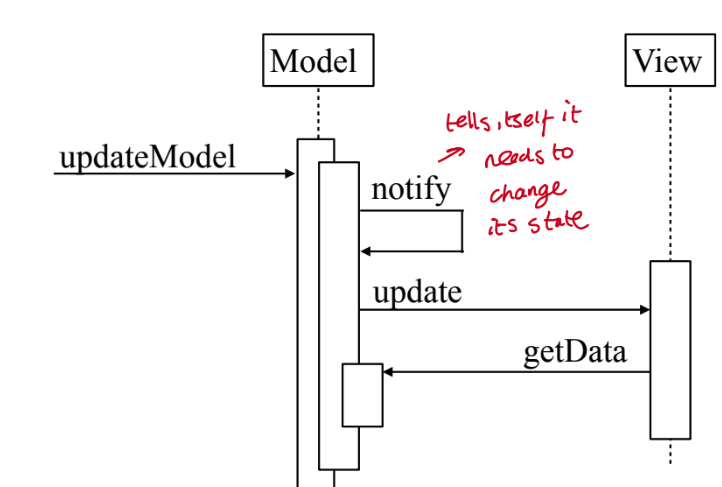 Model
View
tells itself it
needs to
change
its state
updateModel
notify
update
getData